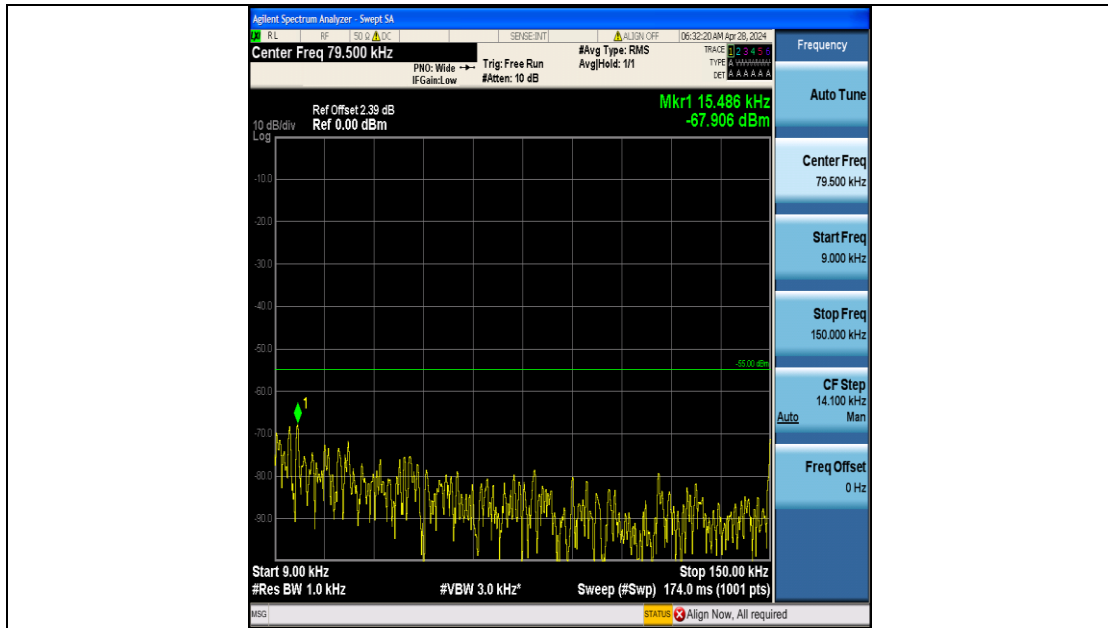 Agilent Spectrum Analyzer - Swept SA
RL RF 50 Ω DC SENSE:INT ALIGN OFF 06:32:20 AM Apr 28, 2024
Center Freq 79.500 kHz
PNO: Wide
IFGain:Low
Trig: Free Run
#Atten: 10 dB
#Avg Type: RMS
Avg|Hold: 1/1
TRACE 1 2 3 4 5 6
TYPE A WWWWW
DET A A A A A A
Mkr1 15.486 kHz
-67.906 dBm
Ref Offset 2.39 dB
10 dB/div Ref 0.00 dBm
Log
-10.0
-20.0
-30.0
-40.0
-50.0
-55.00 dBm
-60.0
1
-70.0
-80.0
-90.0
Start 9.00 kHz Stop 150.00 kHz
#Res BW 1.0 kHz #VBW 3.0 kHz* Sweep (#Swp) 174.0 ms (1001 pts)
MSG STATUS Align Now, All required
Frequency
Auto Tune
Center Freq
79.500 kHz
Start Freq
9.000 kHz
Stop Freq
150.000 kHz
CF Step
14.100 kHz
Auto Man
Freq Offset
0 Hz